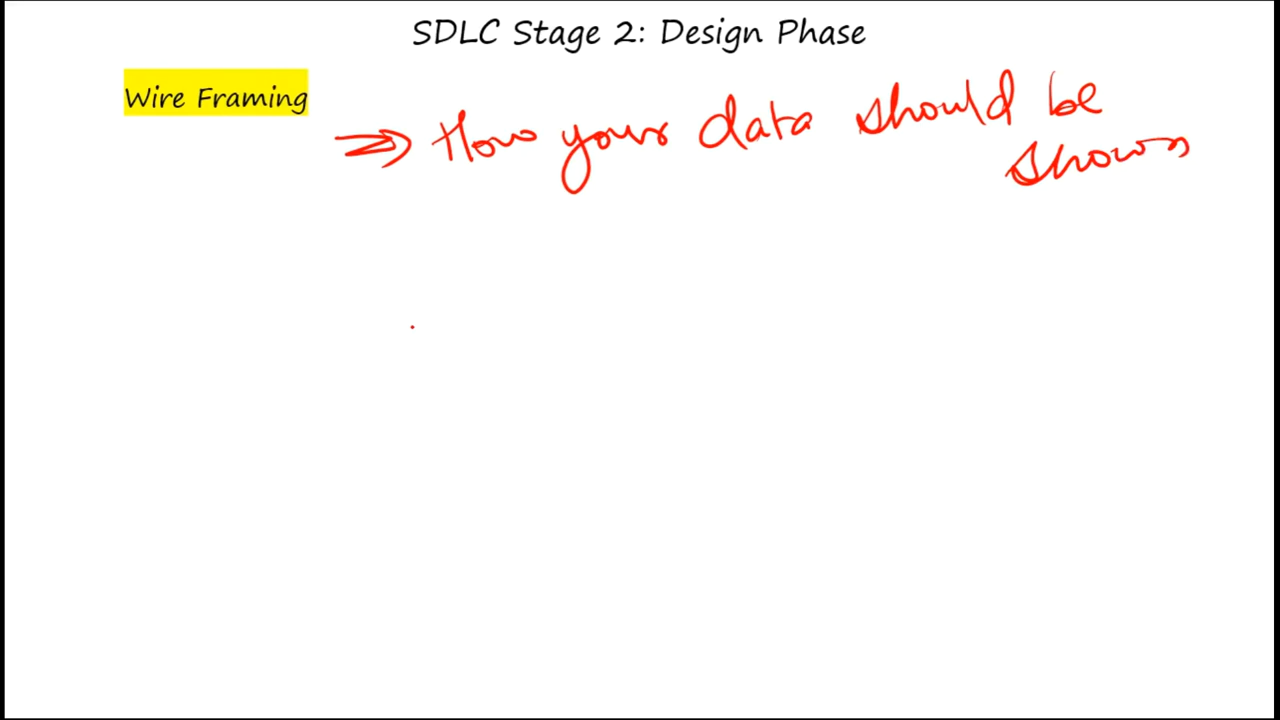 SDLC Stage 2: Design Phase
Wire Framing
⇒ How your data should be
shown